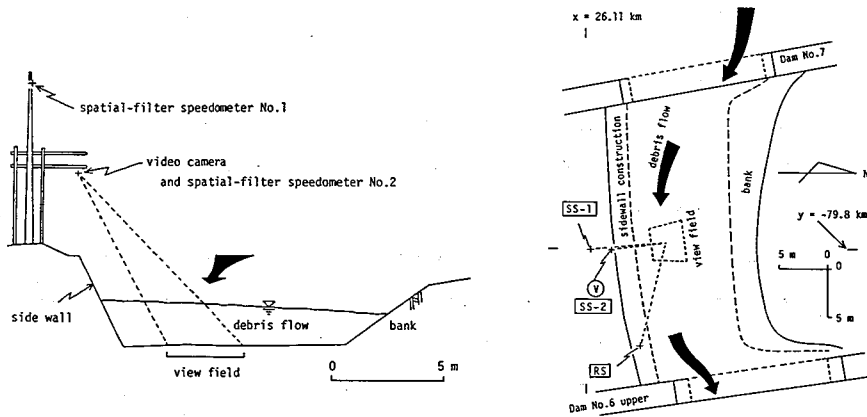 spatial-filter speedometer No.1
video camera
and spatial-filter speedometer No.2
side wall
debris flow
bank
view field
0 5 m
x = 26.11 km
Dam No.7
debris flow
sidewall construction
bank
N
SS-1
y = -79.8 km
view field
5 m 0
0
V
SS-2
5 m
RS
Dam No.6 upper